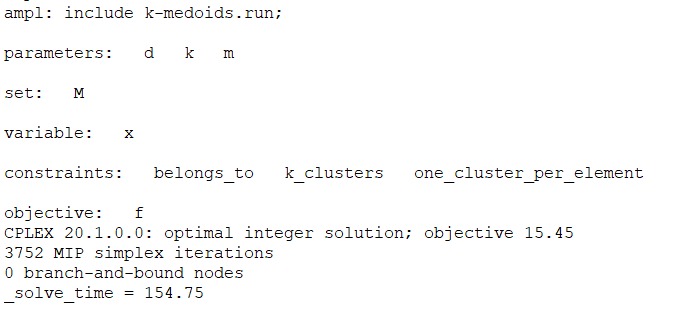 ampl: include k-medoids.run;
parameters:   d   k   m
set:   M
variable:   x
constraints:   belongs_to   k_clusters   one_cluster_per_element
objective:   f
CPLEX 20.1.0.0: optimal integer solution; objective 15.45
3752 MIP simplex iterations
0 branch-and-bound nodes
_solve_time = 154.75